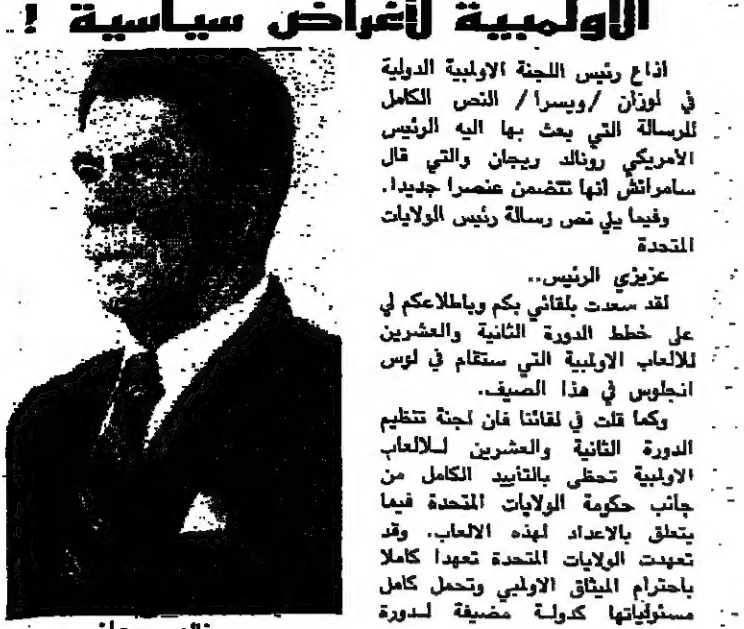 الاولمبية لأغراض سياسية !
اذاع رئيس اللجنة الاولمبية الدولية
في لوزان /ويسرا/ النص الكامل
للرسالة التي بعث بها اليه الرئيس
الأمريكي رونالد ريجان والتي قال
سامرانش أنها تتضمن عنصرا جديدا.
وفيما يلي نص رسالة رئيس الولايات
المتحدة
عزيزي الرئيس..
لقد سعدت بلقائي بكم وباطلاعكم لي
على خطط الدورة الثانية والعشرين
للالعاب الاولمبية التي ستقام في لوس
انجلوس في هذا الصيف.
وكما قلت في لقائنا فان لجنة تنظيم
الدورة الثانية والعشرين لـلالعاب
الاولمبية تحظى بالتأييد الكامل من
جانب حكومة الولايات المتحدة فيما
يتعلق بالاعداد لهذه الالعاب. وقد
تعهدت الولايات المتحدة تعهدا كاملا
باحترام الميثاق الاولمبي وتحمل كامل
مسئولياتها كدولـة مضيفة لـدورة